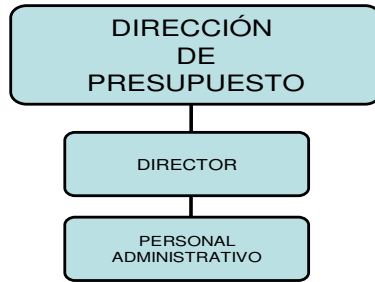 DIRECCIÓN
DE
PRESUPUESTO
DIRECTOR
PERSONAL
ADMINISTRATIVO